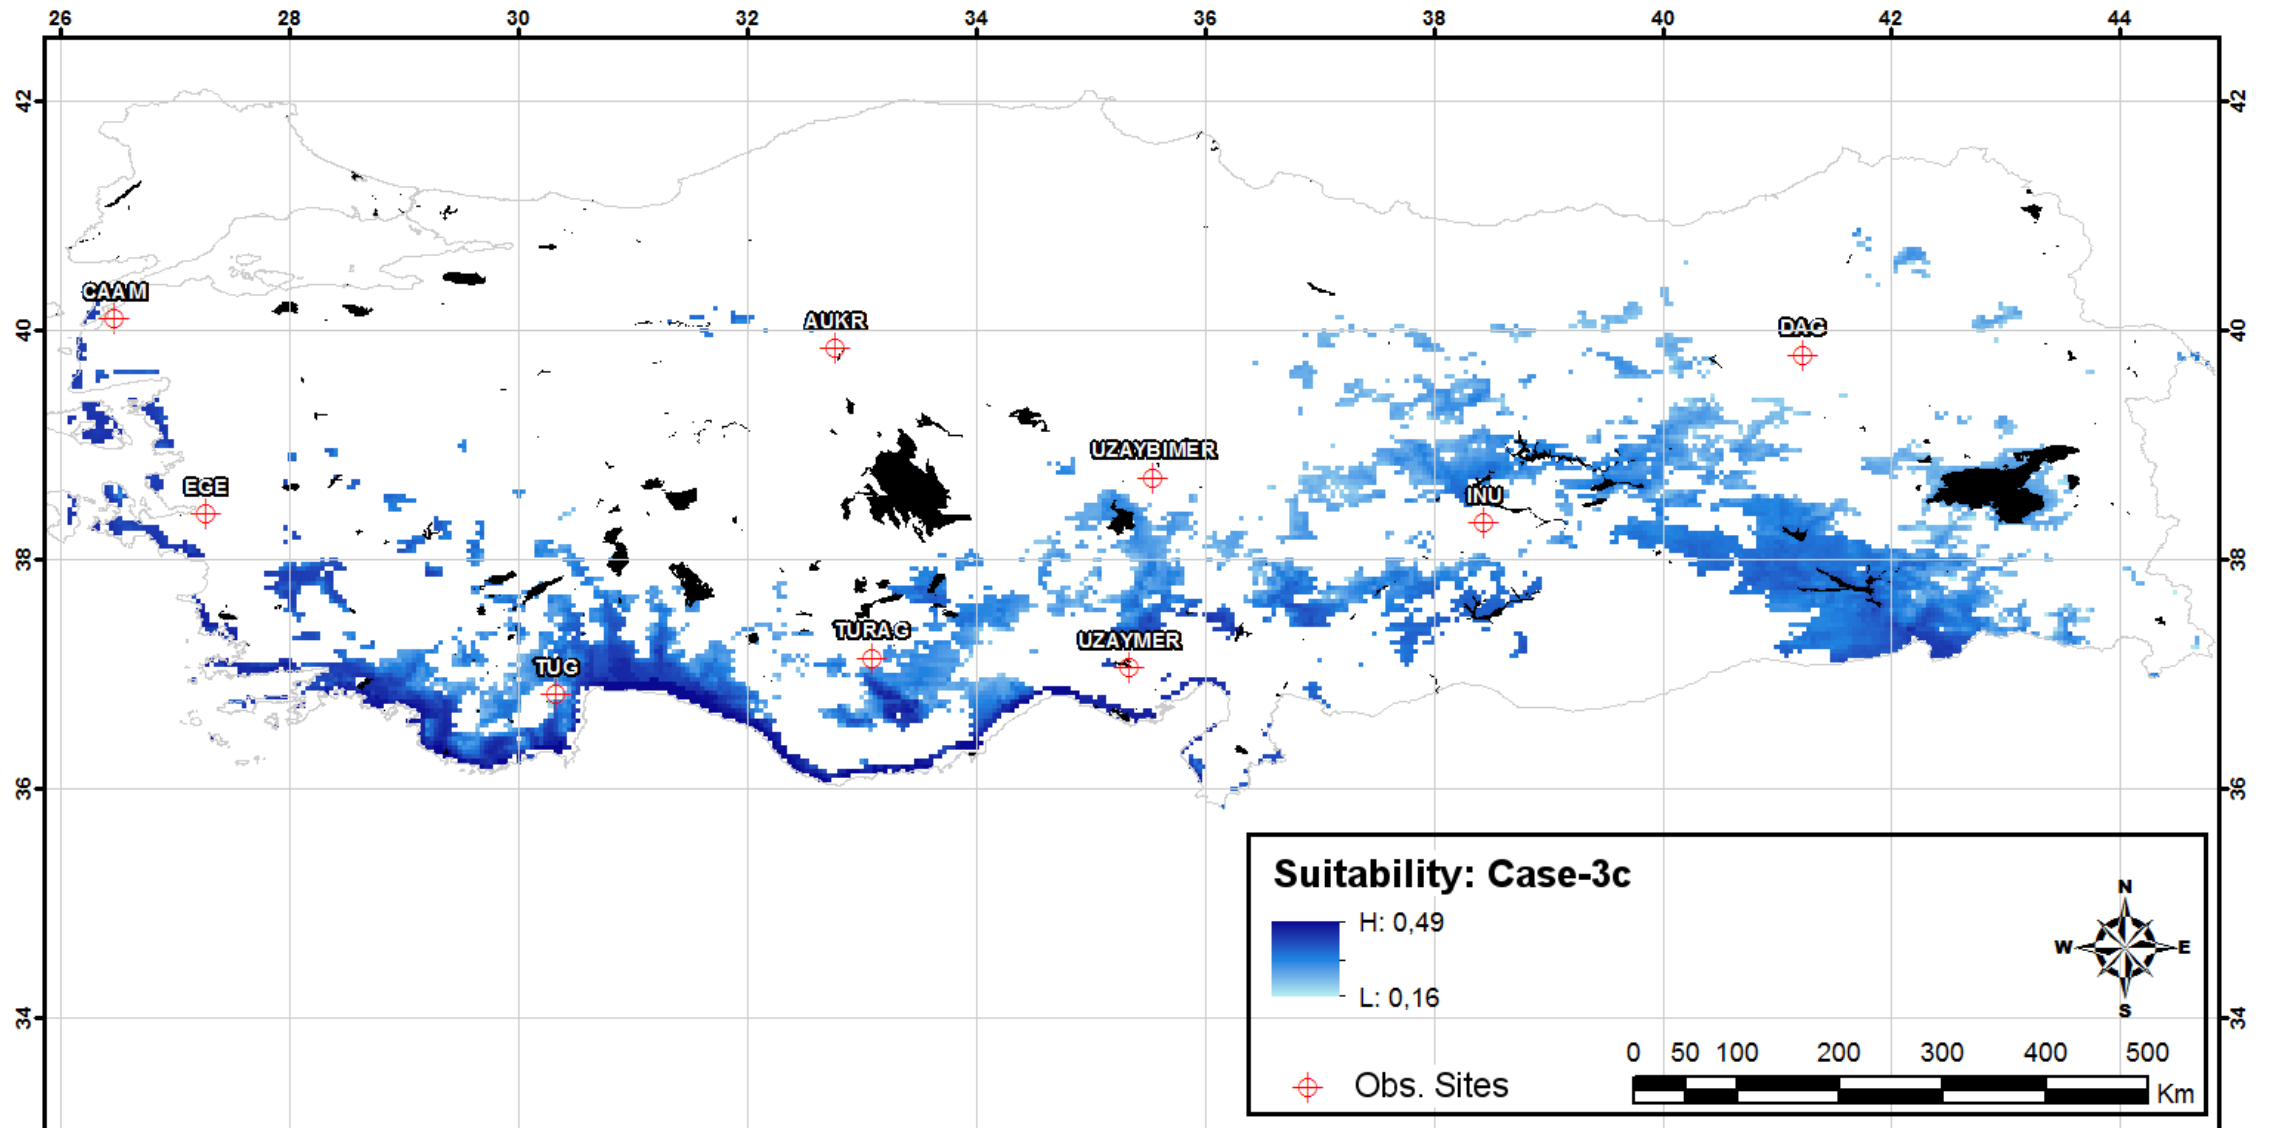 26 28 30 32 34 36 38 40 42 44
42 42
CAAM
AUKR
DAG
40 40
UZAYBIMER
EGE
INU
38 38
TURAG
UZAYMER
TUG
36 36
Suitability: Case-3c
H: 0,49
L: 0,16
N
W E
S
34 34
0 50 100 200 300 400 500
Km
Obs. Sites